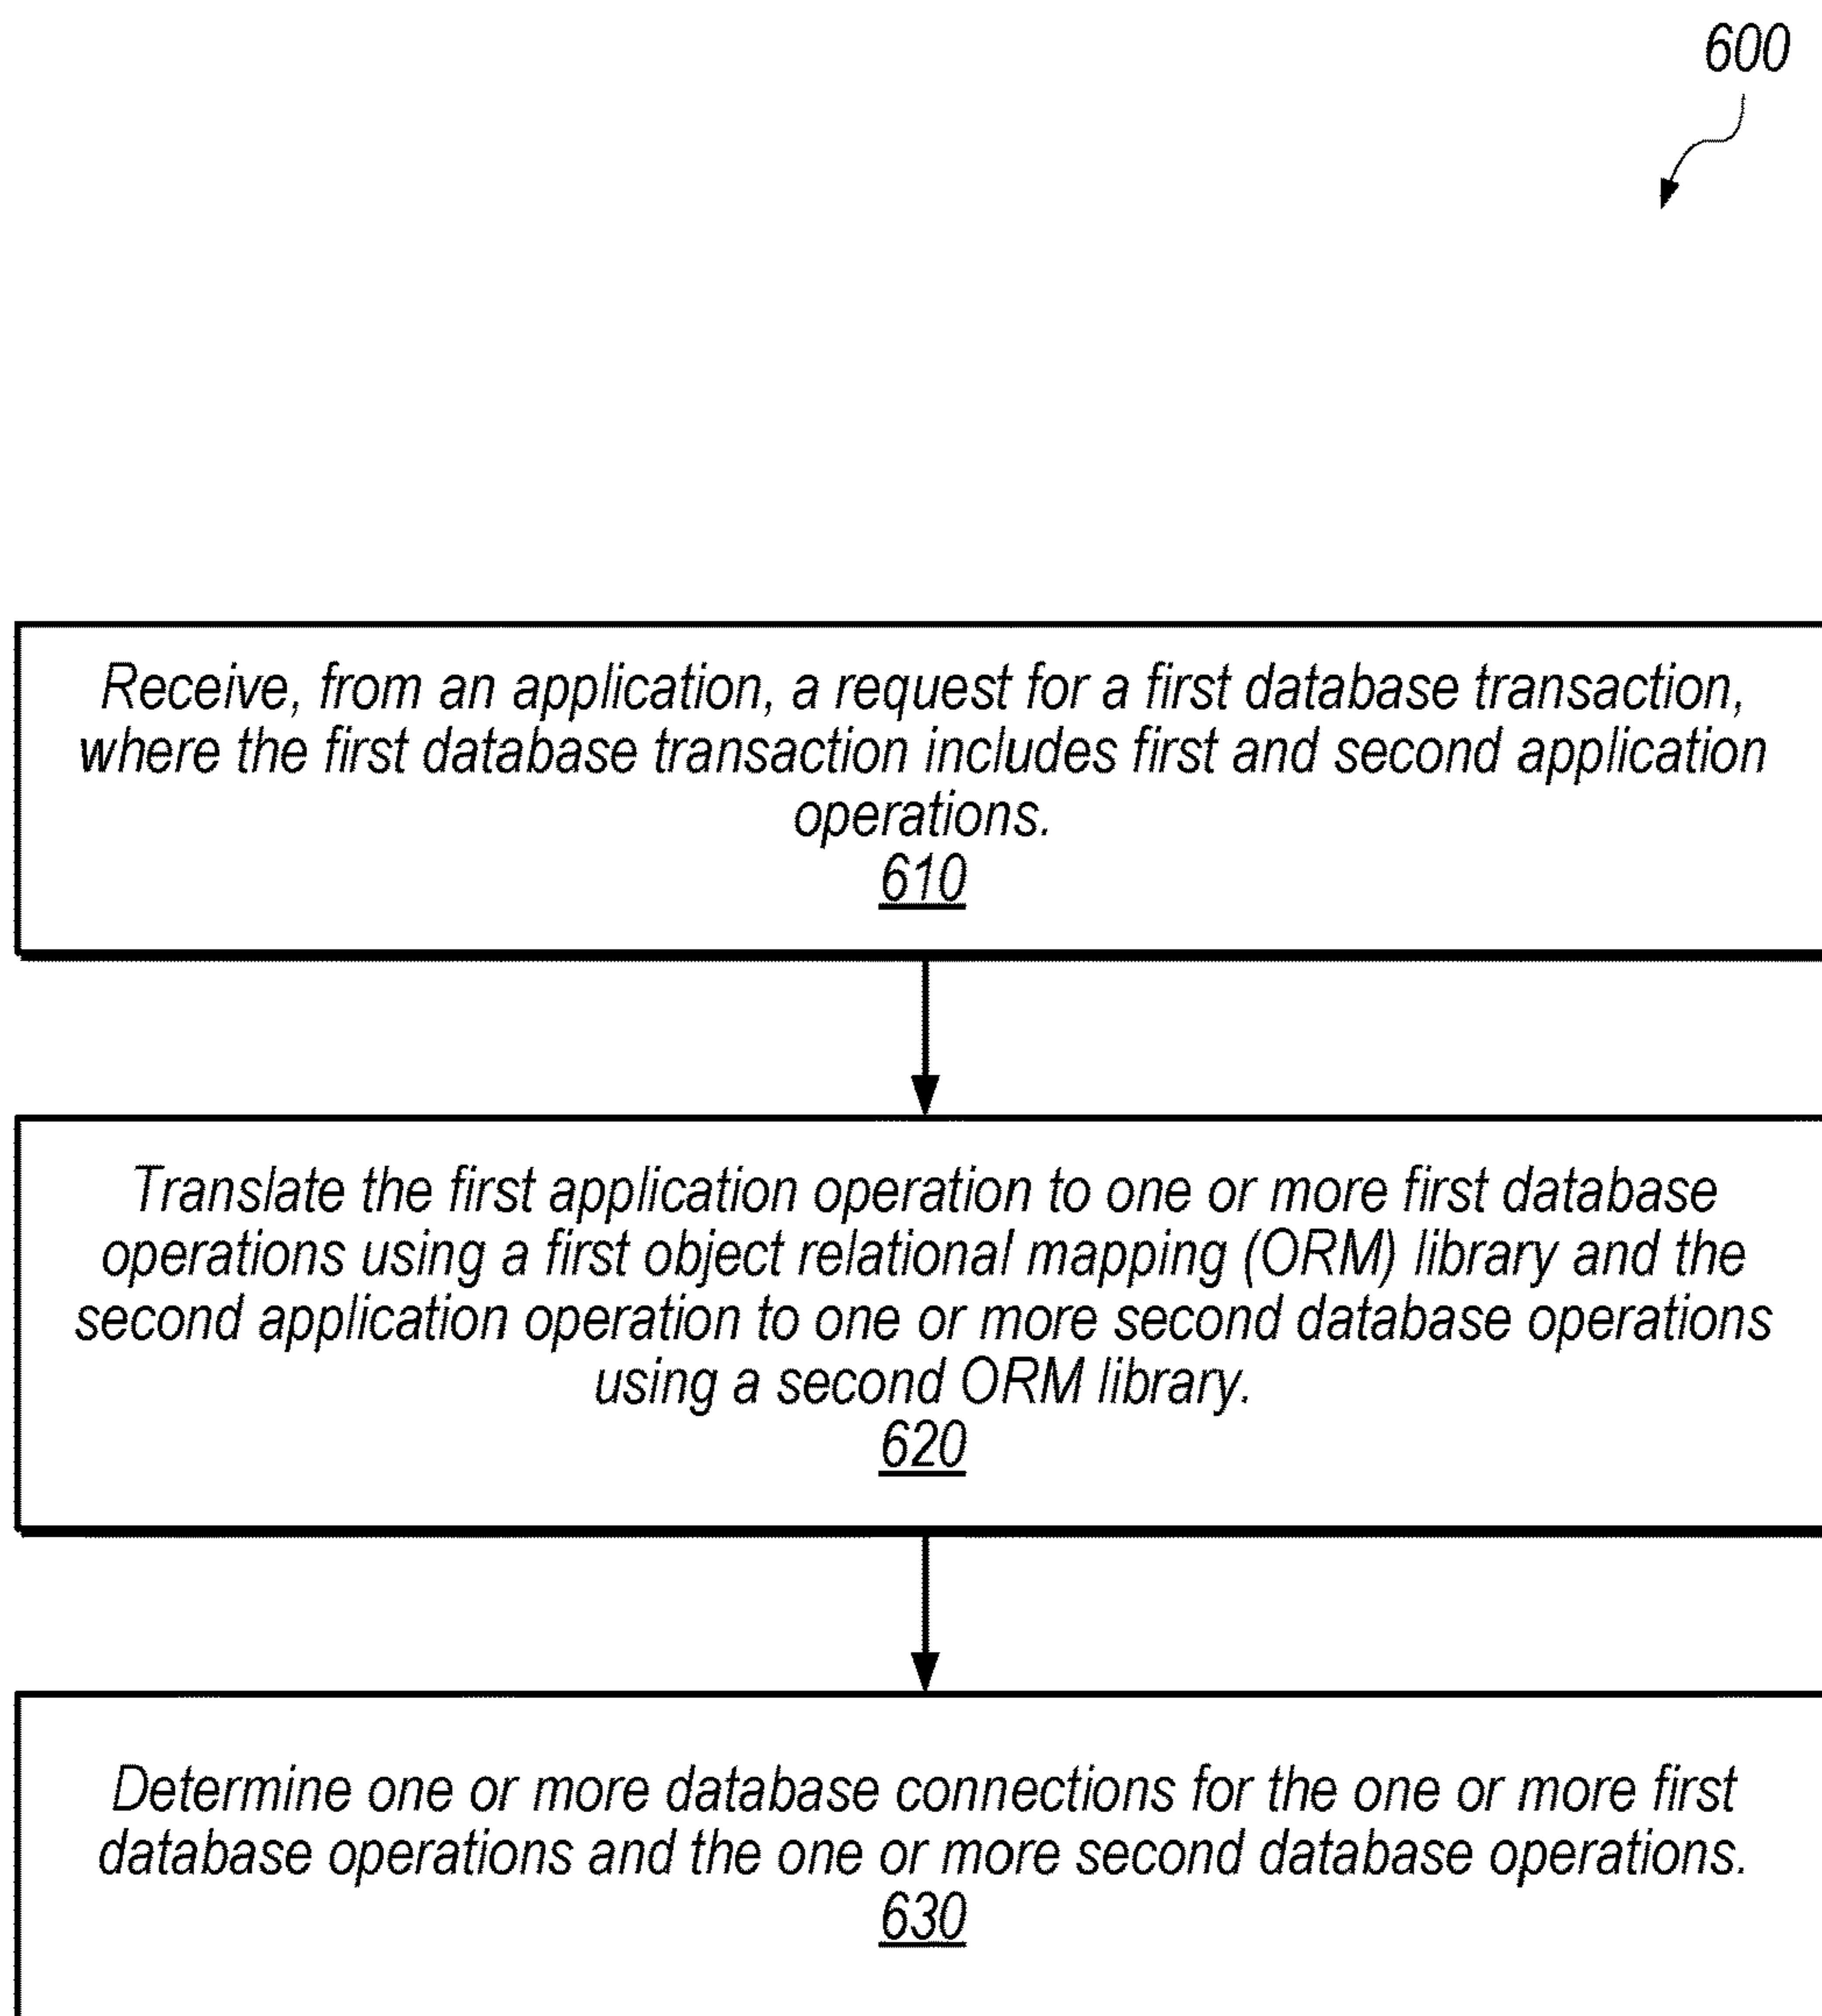 600
Receive, from an application, a request for a first database transaction,
where the first database transaction includes first and second application
operations.
610
Translate the first application operation to one or more first database
operations using a first object relational mapping (ORM) library and the
second application operation to one or more second database operations
using a second ORM library.
620
Determine one or more database connections for the one or more first
database operations and the one or more second database operations.
630